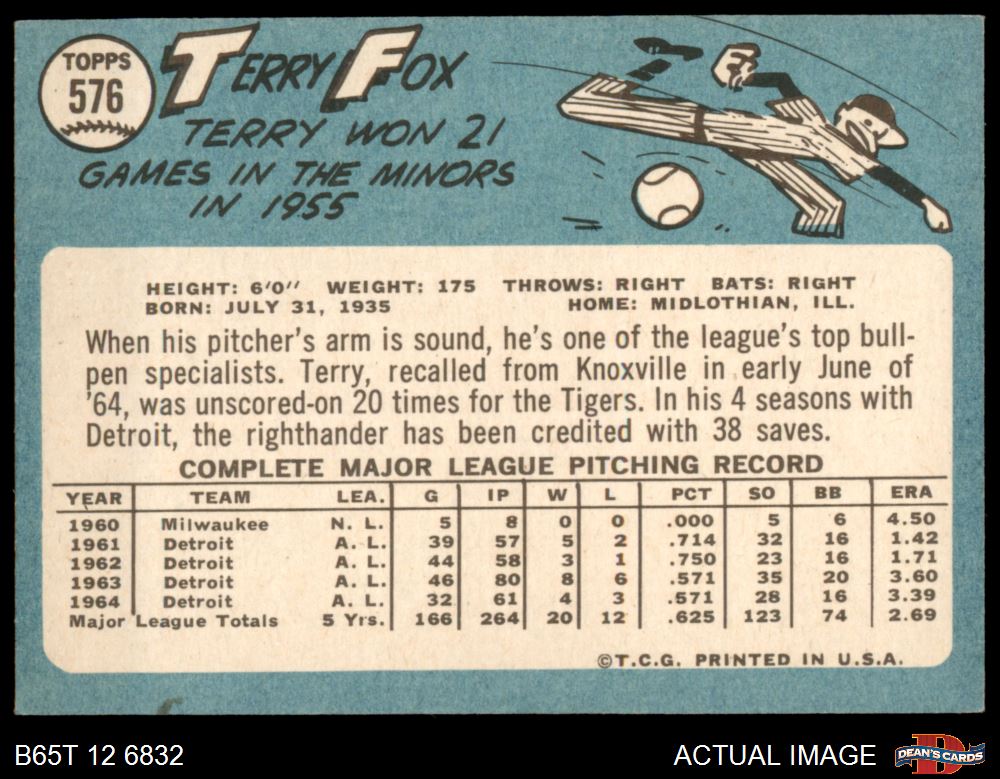 TOPPS
576
TERRY FOX
TERRY WON 21
GAMES IN THE MINORS
IN 1955
HEIGHT: 6'0" WEIGHT: 175 THROWS: RIGHT BATS: RIGHT
BORN: JULY 31, 1935 HOME: MIDLOTHIAN, ILL.
When his pitcher's arm is sound, he's one of the league's top bull-
pen specialists. Terry, recalled from Knoxville in early June of
'64, was unscored-on 20 times for the Tigers. In his 4 seasons with
Detroit, the righthander has been credited with 38 saves.
COMPLETE MAJOR LEAGUE PITCHING RECORD
YEAR TEAM LEA. G IP W L PCT SO BB ERA
1960 Milwaukee N. L. 5 8 0 0 .000 5 6 4.50
1961 Detroit A. L. 39 57 5 2 .714 32 16 1.42
1962 Detroit A. L. 44 58 3 1 .750 23 16 1.71
1963 Detroit A. L. 46 80 8 6 .571 35 20 3.60
1964 Detroit A. L. 32 61 4 3 .571 28 16 3.39
Major League Totals 5 Yrs. 166 264 20 12 .625 123 74 2.69
©T.C.G. PRINTED IN U.S.A.
B65T 12 6832 ACTUAL IMAGE DEAN'S CARDS